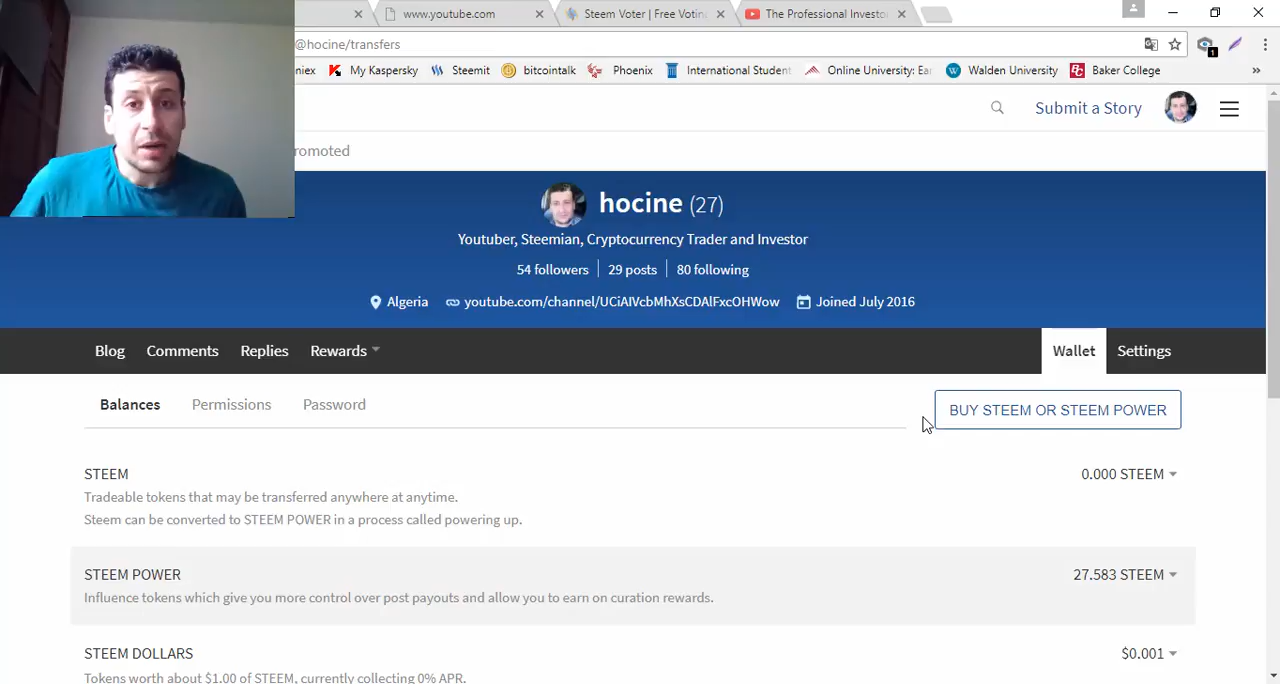 www.youtube.com
Steem Voter | Free Votin
The Professional Investo
@hocine/transfers
1
niex
My Kaspersky
Steemit
bitcointalk
Phoenix
International Student
Online University: Ea
Walden University
Baker College
»
Submit a Story
romoted
hocine (27)
Youtuber, Steemian, Cryptocurrency Trader and Investor
54 followers
29 posts
80 following
Algeria
youtube.com/channel/UCiAIVcbMhXsCDAlFxcOHWow
Joined July 2016
Blog
Comments
Replies
Rewards
Wallet
Settings
Balances
Permissions
Password
BUY STEEM OR STEEM POWER
STEEM
0.000 STEEM
Tradeable tokens that may be transferred anywhere at anytime.
Steem can be converted to STEEM POWER in a process called powering up.
STEEM POWER
27.583 STEEM
Influence tokens which give you more control over post payouts and allow you to earn on curation rewards.
STEEM DOLLARS
$0.001
Tokens worth about $1.00 of STEEM, currently collecting 0% APR.